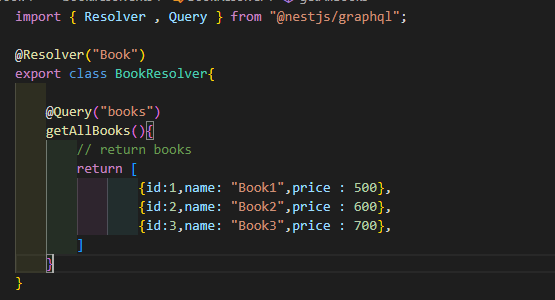 import { Resolver , Query } from "@nestjs/graphql";
@Resolver("Book")
export class BookResolver{
@Query("books")
getAllBooks(){
// return books
return [
{id:1,name: "Book1",price : 500},
{id:2,name: "Book2",price : 600},
{id:3,name: "Book3",price : 700},
]
}
}